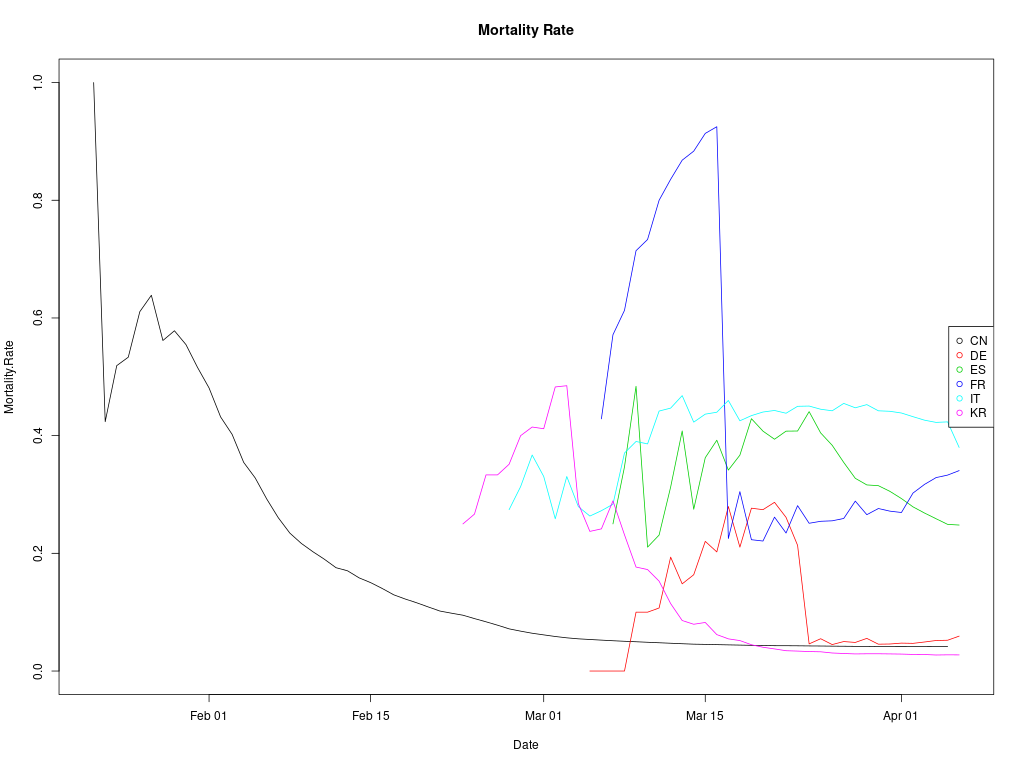 Mortality Rate
Mortality.Rate
1.0
0.8
0.6
0.4
0.2
0.0
CN
DE
ES
FR
IT
KR
Feb 01
Feb 15
Mar 01
Mar 15
Apr 01
Date